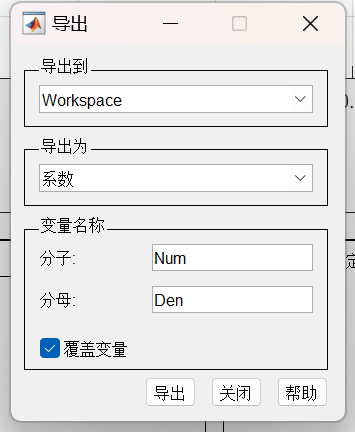 导出
导出到
Workspace
导出为
系数
变量名称
分子: Num
分母: Den
覆盖变量
导出 关闭 帮助